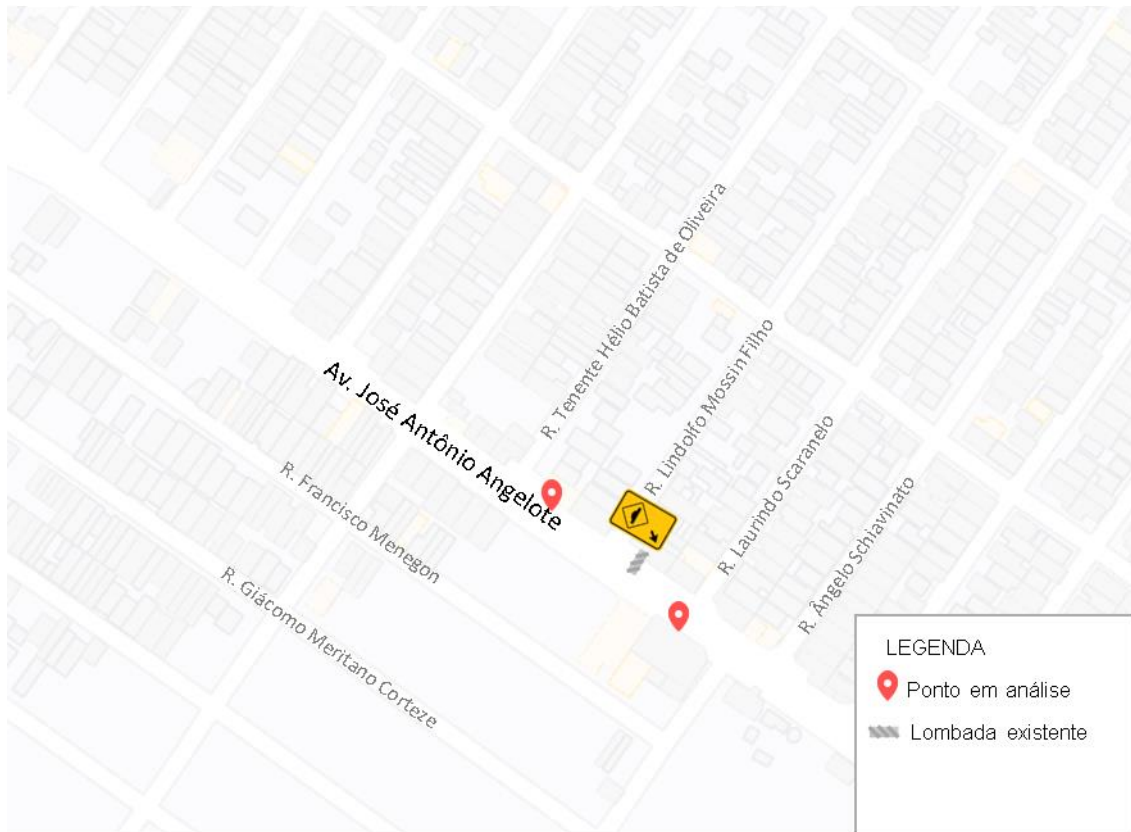 R. Tenente Hélio Batista de Oliveira
R. Lindolfo Mossin Filho
Av. José Antônio Angelote
R. Laurindo Scaranelo
R. Francisco Menegon
R. Ângelo Schiavinato
R. Giácomo Meritano Corteze
LEGENDA
Ponto em análise
Lombada existente